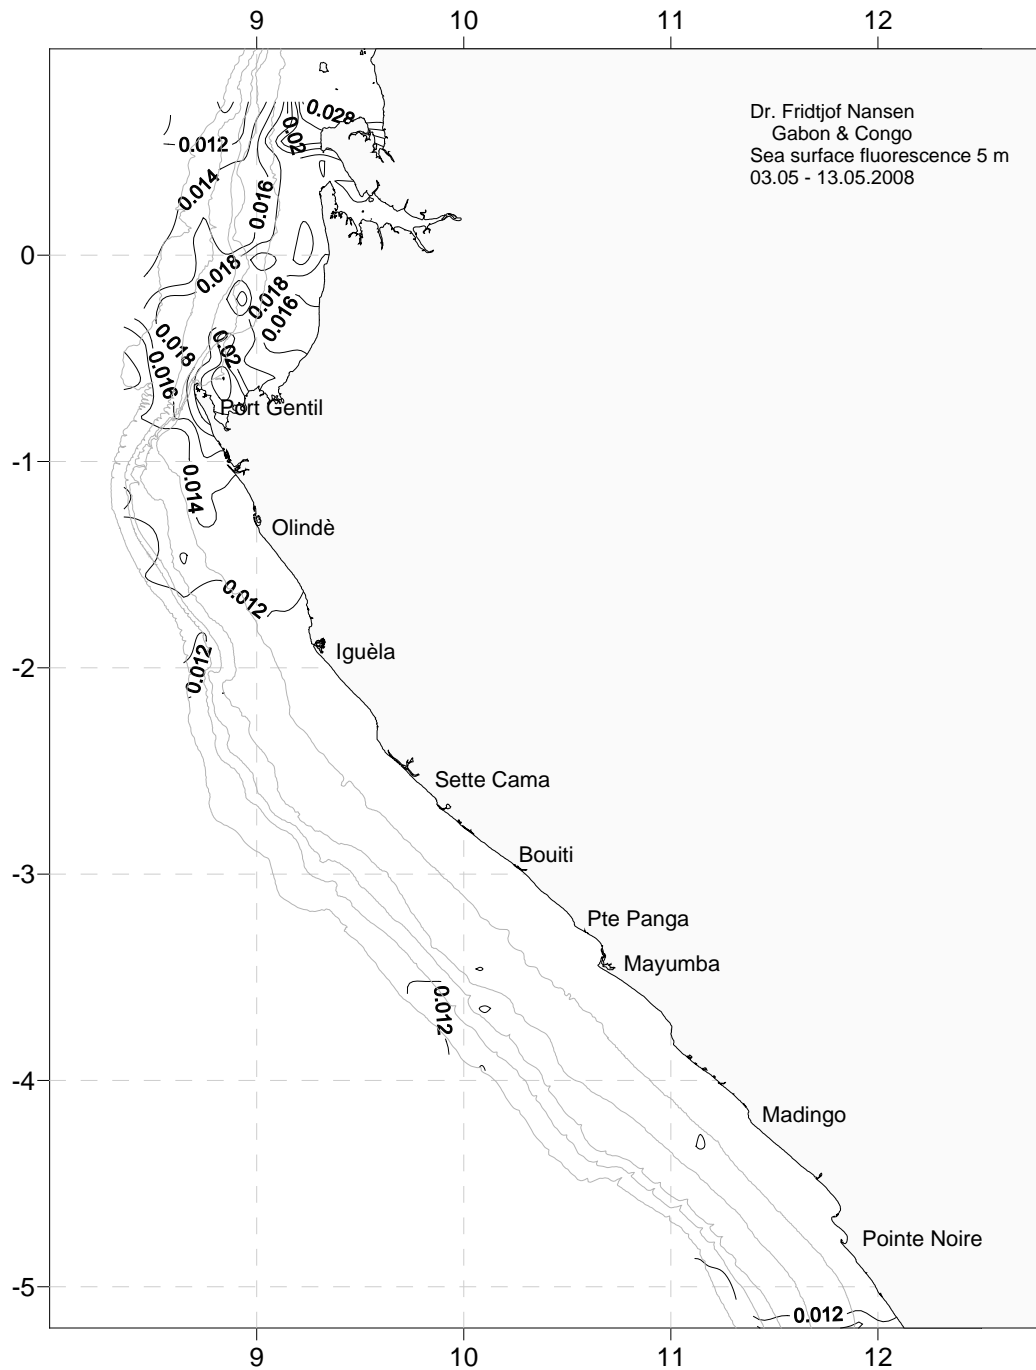 9 10 11 12
Dr. Fridtjof Nansen
Gabon & Congo
Sea surface fluorescence 5 m
03.05 - 13.05.2008
0.028
0.02
0.012
0.014
0.016
0
0.018
0.018
0.016
0.018
0.02
0.016
Port Gentil
-1
0.014
Olindè
0.012
Iguèla
0.012
-2
Sette Cama
Bouiti
-3
Pte Panga
Mayumba
0.012
-4
Madingo
Pointe Noire
-5
0.012
9 10 11 12